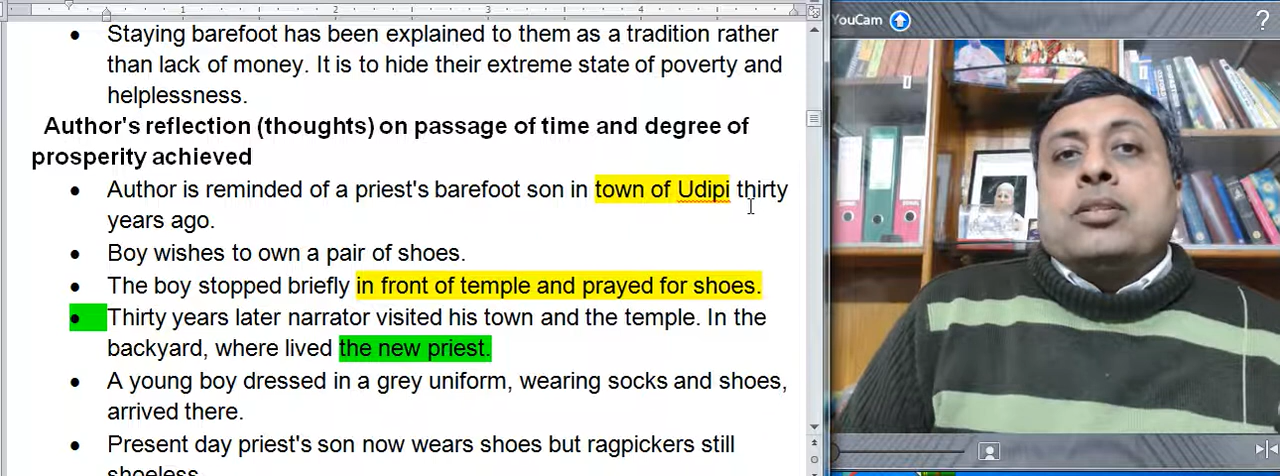 1 2 3 4
Staying barefoot has been explained to them as a tradition rather
than lack of money. It is to hide their extreme state of poverty and
helplessness.
Author's reflection (thoughts) on passage of time and degree of
prosperity achieved
Author is reminded of a priest's barefoot son in town of Udipi thirty
years ago.
Boy wishes to own a pair of shoes.
The boy stopped briefly in front of temple and prayed for shoes.
Thirty years later narrator visited his town and the temple. In the
backyard, where lived the new priest.
A young boy dressed in a grey uniform, wearing socks and shoes,
arrived there.
Present day priest's son now wears shoes but ragpickers still
shoeless.
YouCam
?